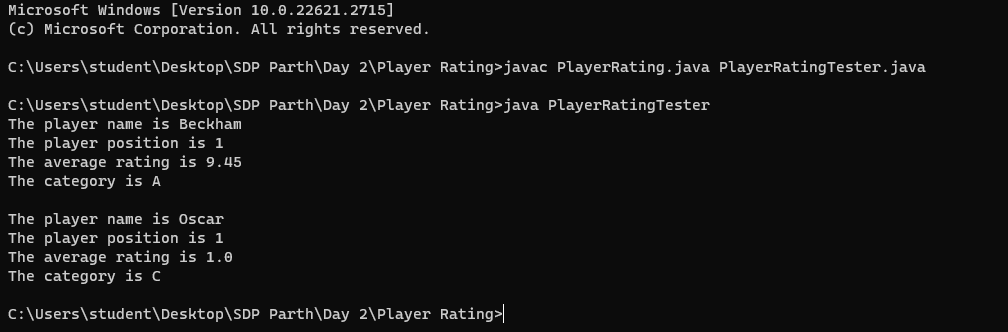 Microsoft Windows [Version 10.0.22621.2715]
(c) Microsoft Corporation. All rights reserved.
C:\Users\student\Desktop\SDP Parth\Day 2\Player Rating>javac PlayerRating.java PlayerRatingTester.java
C:\Users\student\Desktop\SDP Parth\Day 2\Player Rating>java PlayerRatingTester
The player name is Beckham
The player position is 1
The average rating is 9.45
The category is A
The player name is Oscar
The player position is 1
The average rating is 1.0
The category is C
C:\Users\student\Desktop\SDP Parth\Day 2\Player Rating>